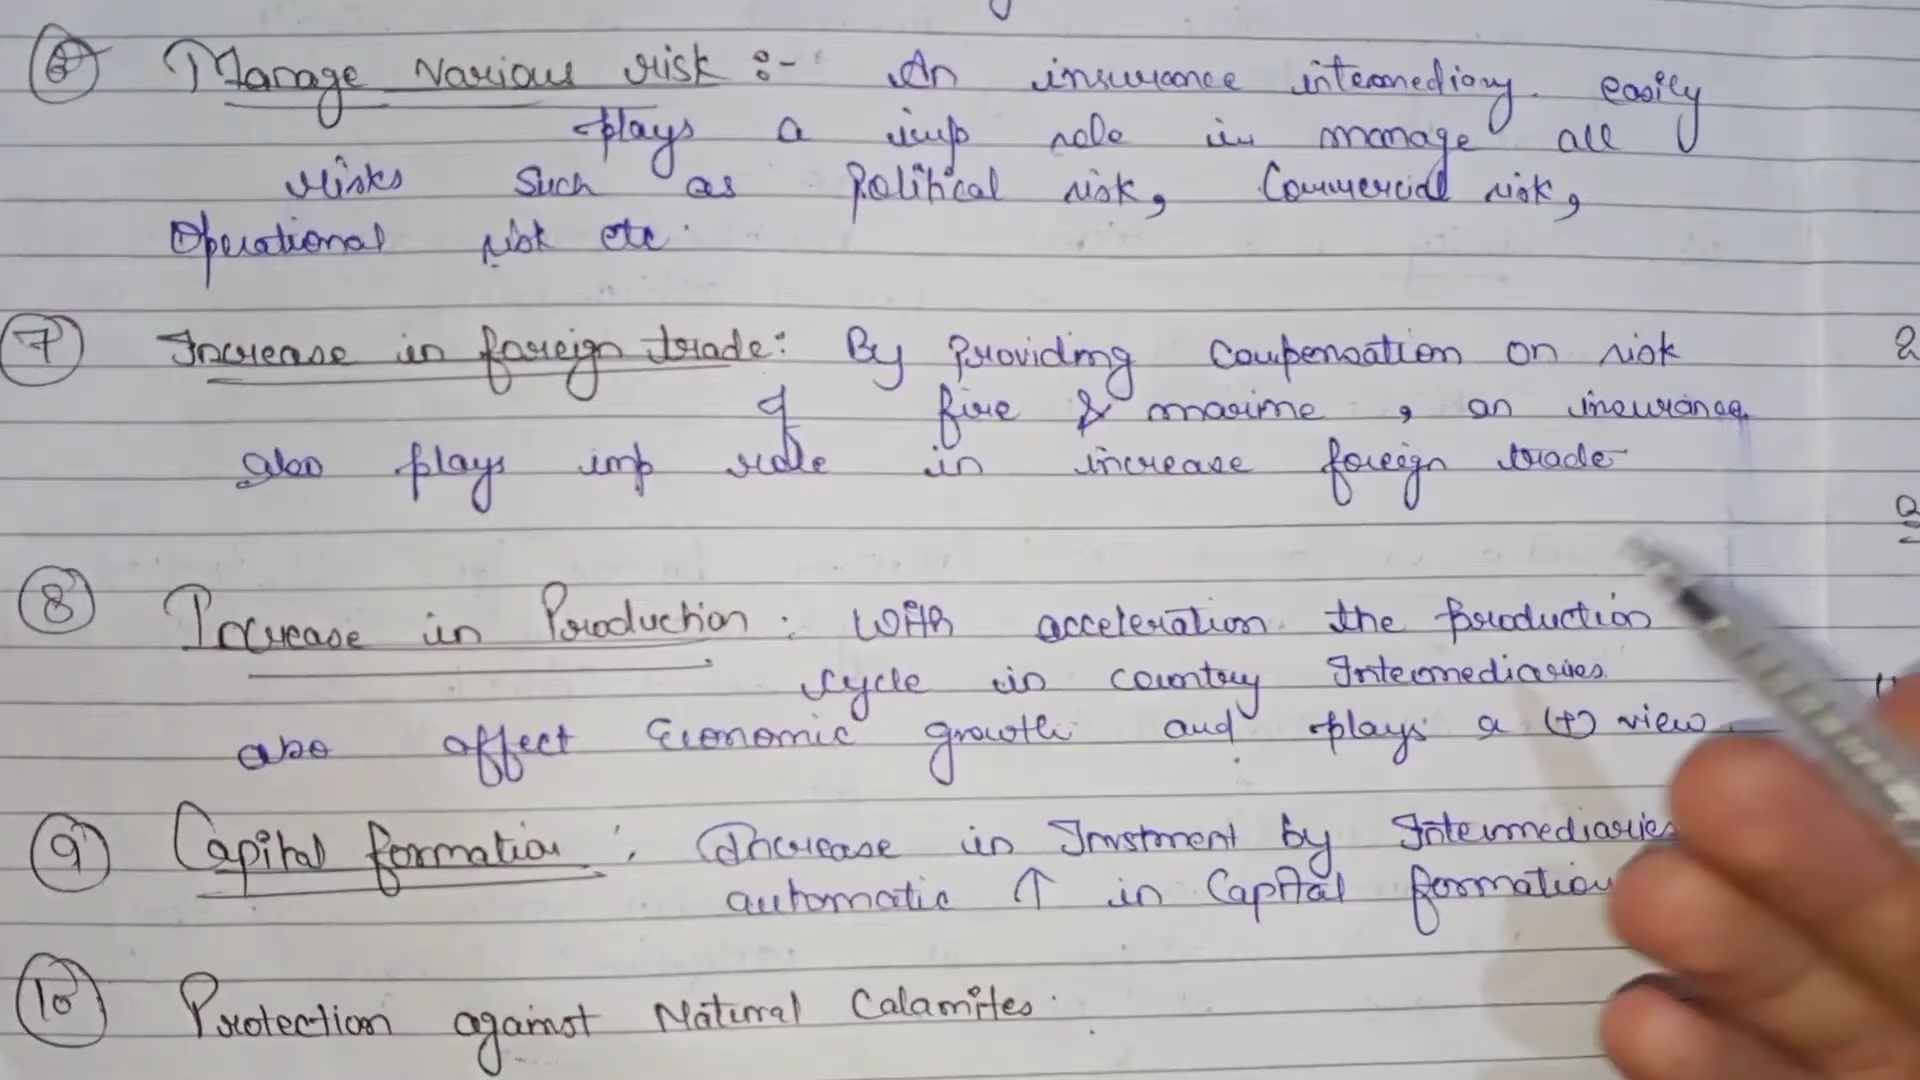 6 Manage Various risk :- An insurance intermediary easily
plays a imp role in manage all
risks such as Political risk, Commercial risk,
Operational risk etc.
7 Increase in foreign trade: By Providing Compensation on risk
of fire & marine, an insurance
also plays imp role in increase foreign trade
8 Increase in Production: With acceleration the production
cycle in country Intermediaries
also affect Economic growth and plays a (+) view.
9 Capital formation: Increase in Invstment by Intermediaries
automatic ↑ in Capital formation
10 Protection against Natural Calamites.